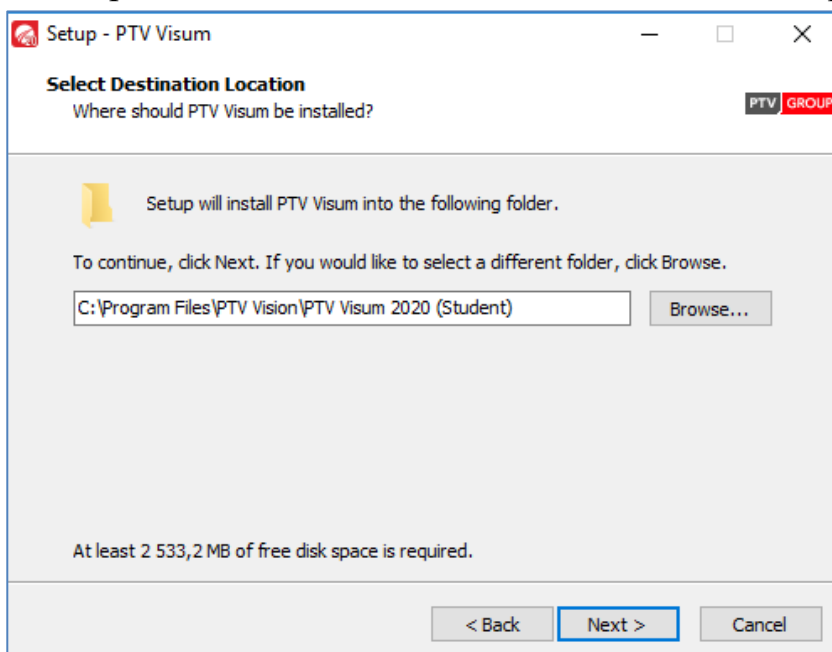 Setup - PTV Visum
Select Destination Location
Where should PTV Visum be installed?
PTV GROUP
Setup will install PTV Visum into the following folder.
To continue, click Next. If you would like to select a different folder, click Browse.
C:\Program Files\PTV Vision\PTV Visum 2020 (Student)
Browse...
At least 2 533,2 MB of free disk space is required.
< Back
Next >
Cancel